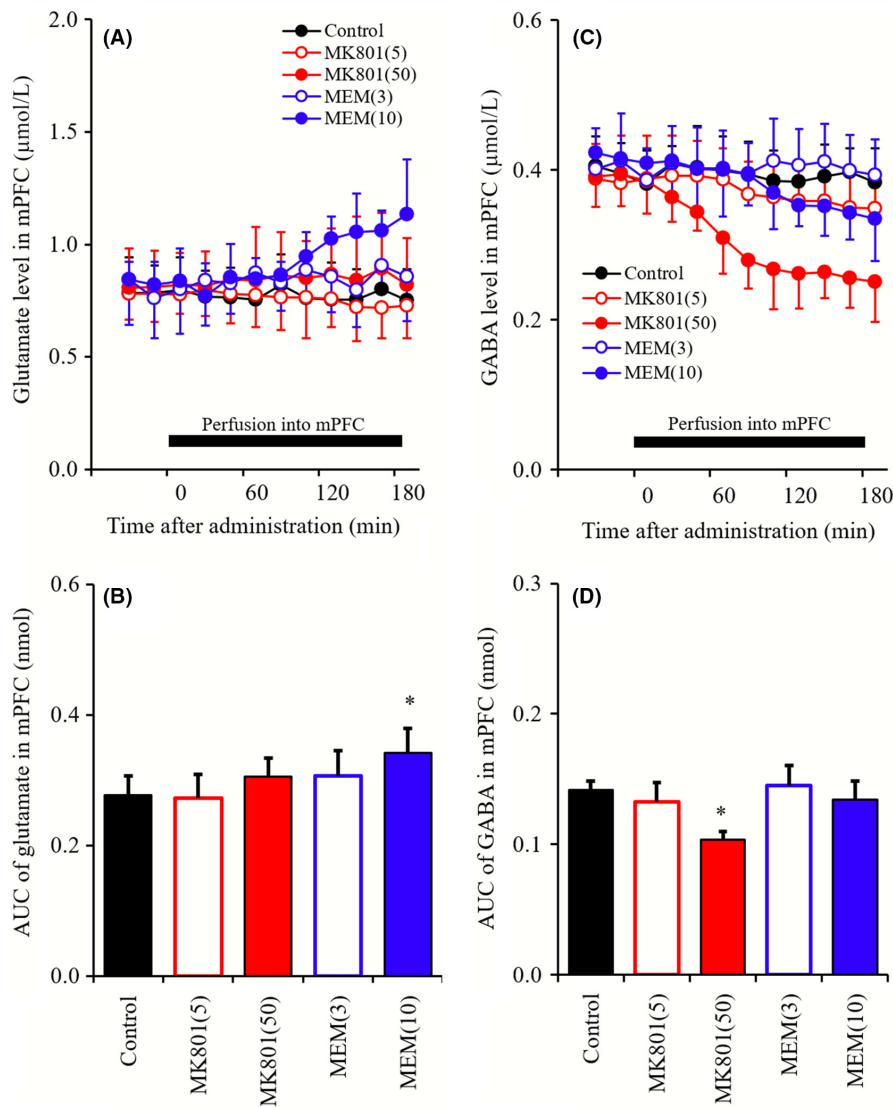 (A)
Glutamate level in mPFC (μmol/L)
2.0
1.5
1.0
0.5
0.0
Control
MK801(5)
MK801(50)
MEM(3)
MEM(10)
Perfusion into mPFC
0 60 120 180
Time after administration (min)
(C)
GABA level in mPFC (μmol/L)
0.6
0.4
0.2
0.0
Control
MK801(5)
MK801(50)
MEM(3)
MEM(10)
Perfusion into mPFC
0 60 120 180
Time after administration (min)
(B)
AUC of glutamate in mPFC (nmol)
0.6
0.4
0.2
0.0
*
Control
MK801(5)
MK801(50)
MEM(3)
MEM(10)
(D)
AUC of GABA in mPFC (nmol)
0.3
0.2
0.1
0.0
*
Control
MK801(5)
MK801(50)
MEM(3)
MEM(10)